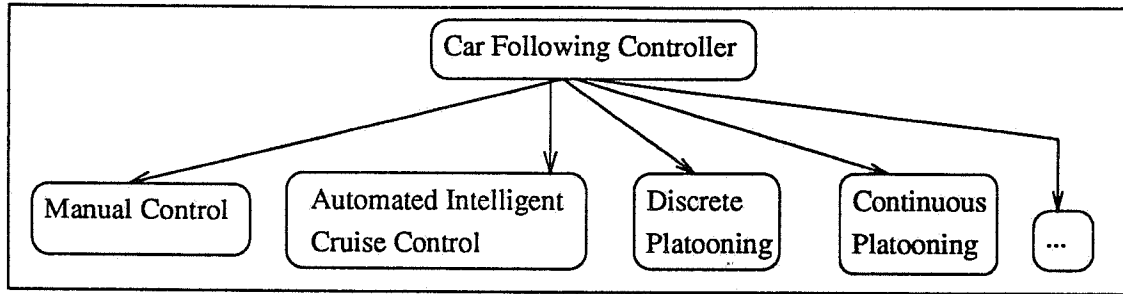 Car Following Controller
Manual Control
Automated Intelligent
Cruise Control
Discrete
Platooning
Continuous
Platooning
...